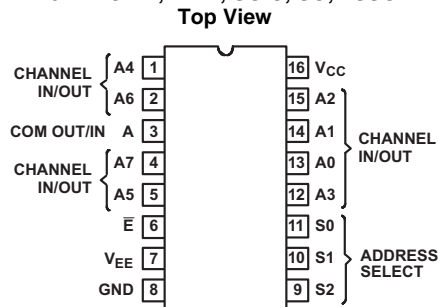 Top View
CHANNEL
IN/OUT
A4 1
A6 2
COM OUT/IN A 3
CHANNEL
IN/OUT
A7 4
A5 5
E̅ 6
VEE 7
GND 8
16 VCC
15 A2
14 A1
13 A0
12 A3
CHANNEL
IN/OUT
11 S0
10 S1
9 S2
ADDRESS
SELECT